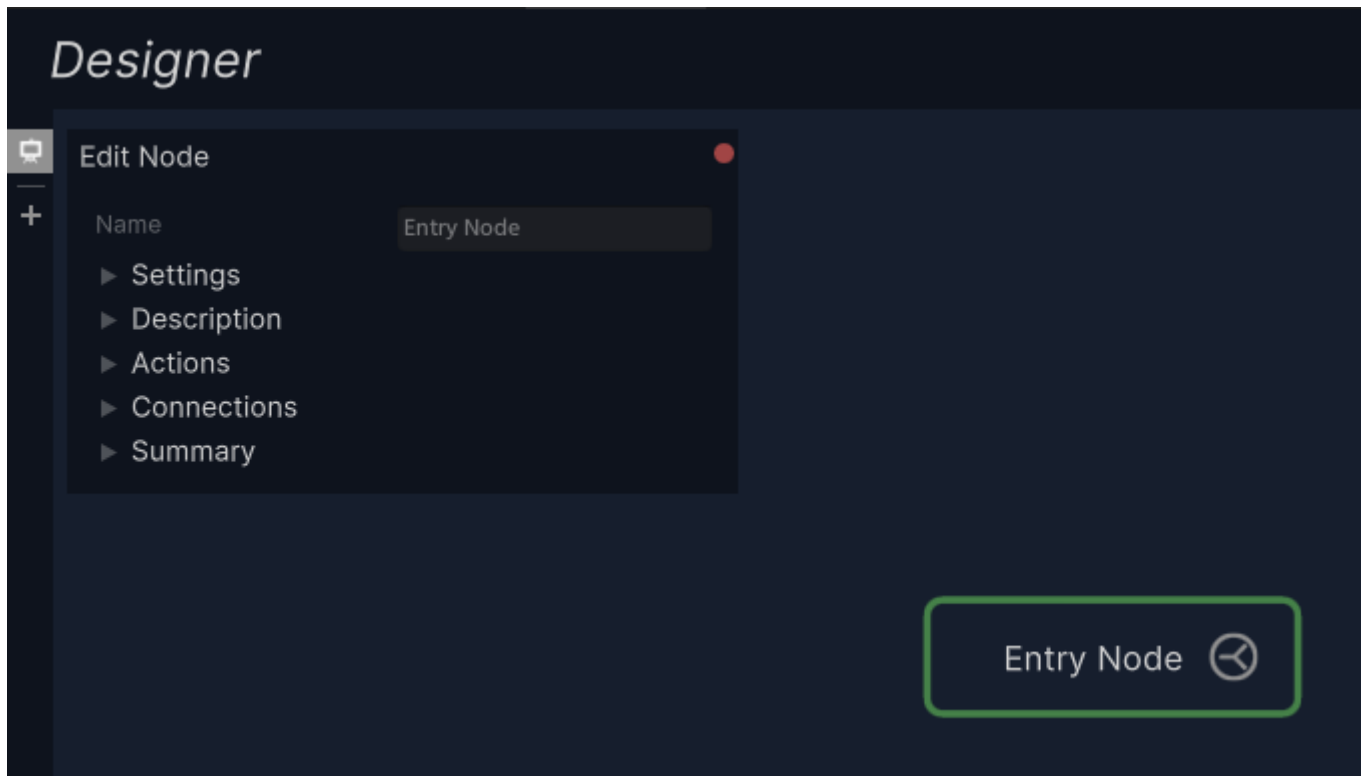 Designer
Edit Node
Name
Entry Node
Settings
Description
Actions
Connections
Summary
Entry Node